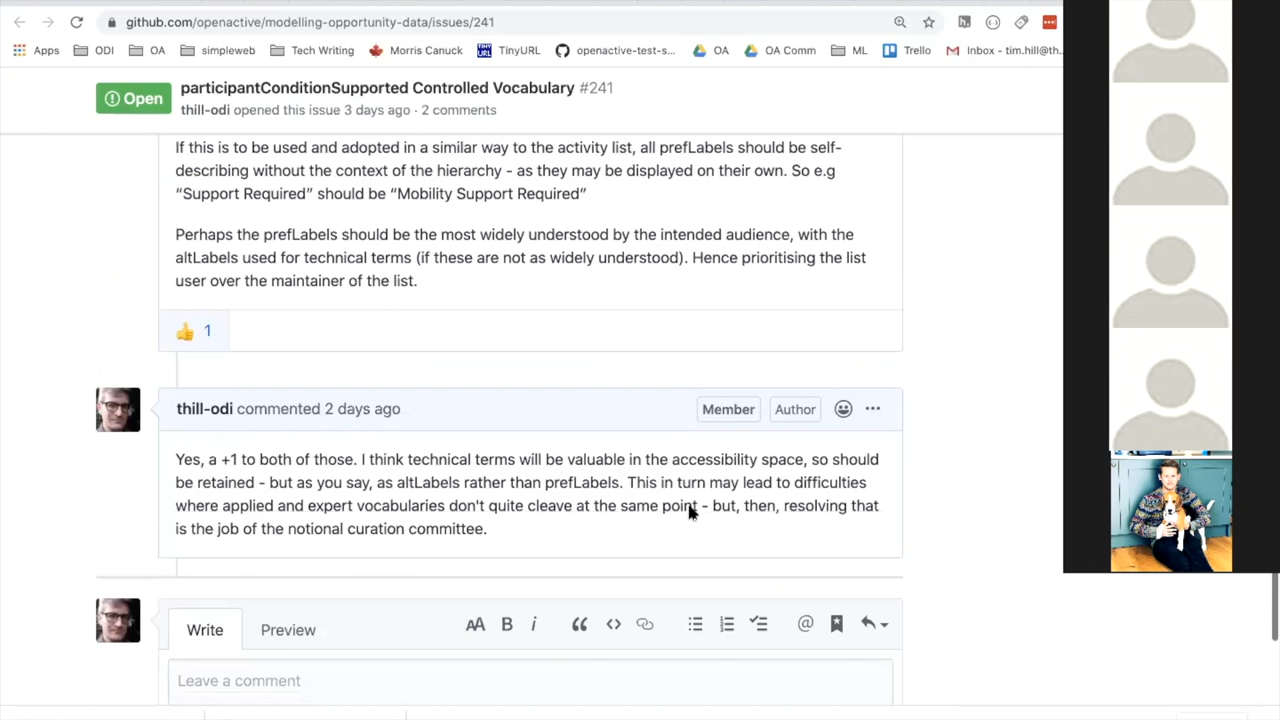 github.com/openactive/modelling-opportunity-data/issues/241
Apps ODI OA simpleweb Tech Writing Morris Canuck TinyURL openactive-test-s... OA OA Comm ML Trello Inbox - tim.hill@th...
Open
participantConditionSupported Controlled Vocabulary #241
thill-odi opened this issue 3 days ago · 2 comments
If this is to be used and adopted in a similar way to the activity list, all prefLabels should be self-
describing without the context of the hierarchy - as they may be displayed on their own. So e.g
“Support Required” should be “Mobility Support Required”
Perhaps the prefLabels should be the most widely understood by the intended audience, with the
altLabels used for technical terms (if these are not as widely understood). Hence prioritising the list
user over the maintainer of the list.
👍 1
thill-odi commented 2 days ago Member Author
Yes, a +1 to both of those. I think technical terms will be valuable in the accessibility space, so should
be retained - but as you say, as altLabels rather than prefLabels. This in turn may lead to difficulties
where applied and expert vocabularies don't quite cleave at the same point - but, then, resolving that
is the job of the notional curation committee.
Write Preview AA B i @
Leave a comment